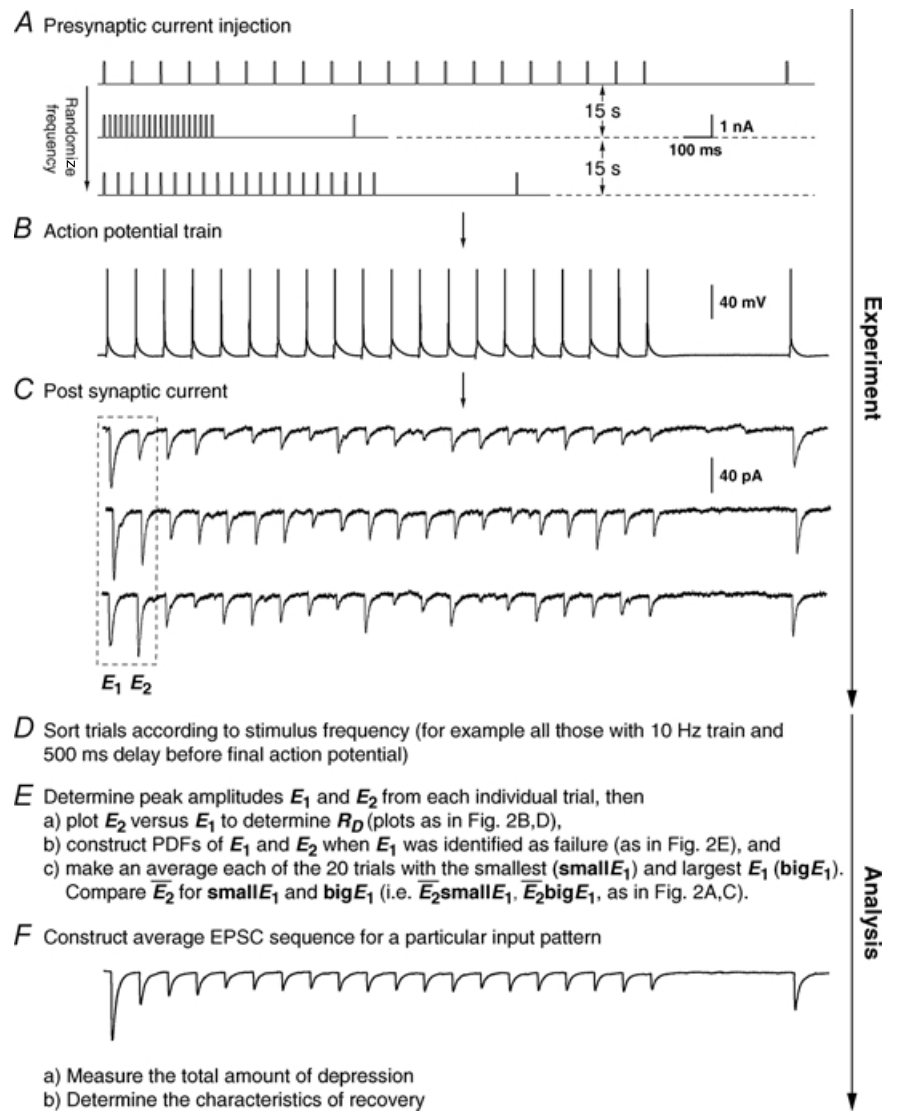 A Presynaptic current injection
Randomize
frequency
15 s
1 nA
100 ms
15 s
B Action potential train
40 mV
Experiment
C Post synaptic current
40 pA
E1 E2
D Sort trials according to stimulus frequency (for example all those with 10 Hz train and
500 ms delay before final action potential)
E Determine peak amplitudes E1 and E2 from each individual trial, then
a) plot E2 versus E1 to determine RD (plots as in Fig. 2B,D),
b) construct PDFs of E1 and E2 when E1 was identified as failure (as in Fig. 2E), and
c) make an average each of the 20 trials with the smallest (smallE1) and largest E1 (bigE1).
Compare E̅2 for smallE1 and bigE1 (i.e. E̅2smallE1, E̅2bigE1, as in Fig. 2A,C).
Analysis
F Construct average EPSC sequence for a particular input pattern
a) Measure the total amount of depression
b) Determine the characteristics of recovery